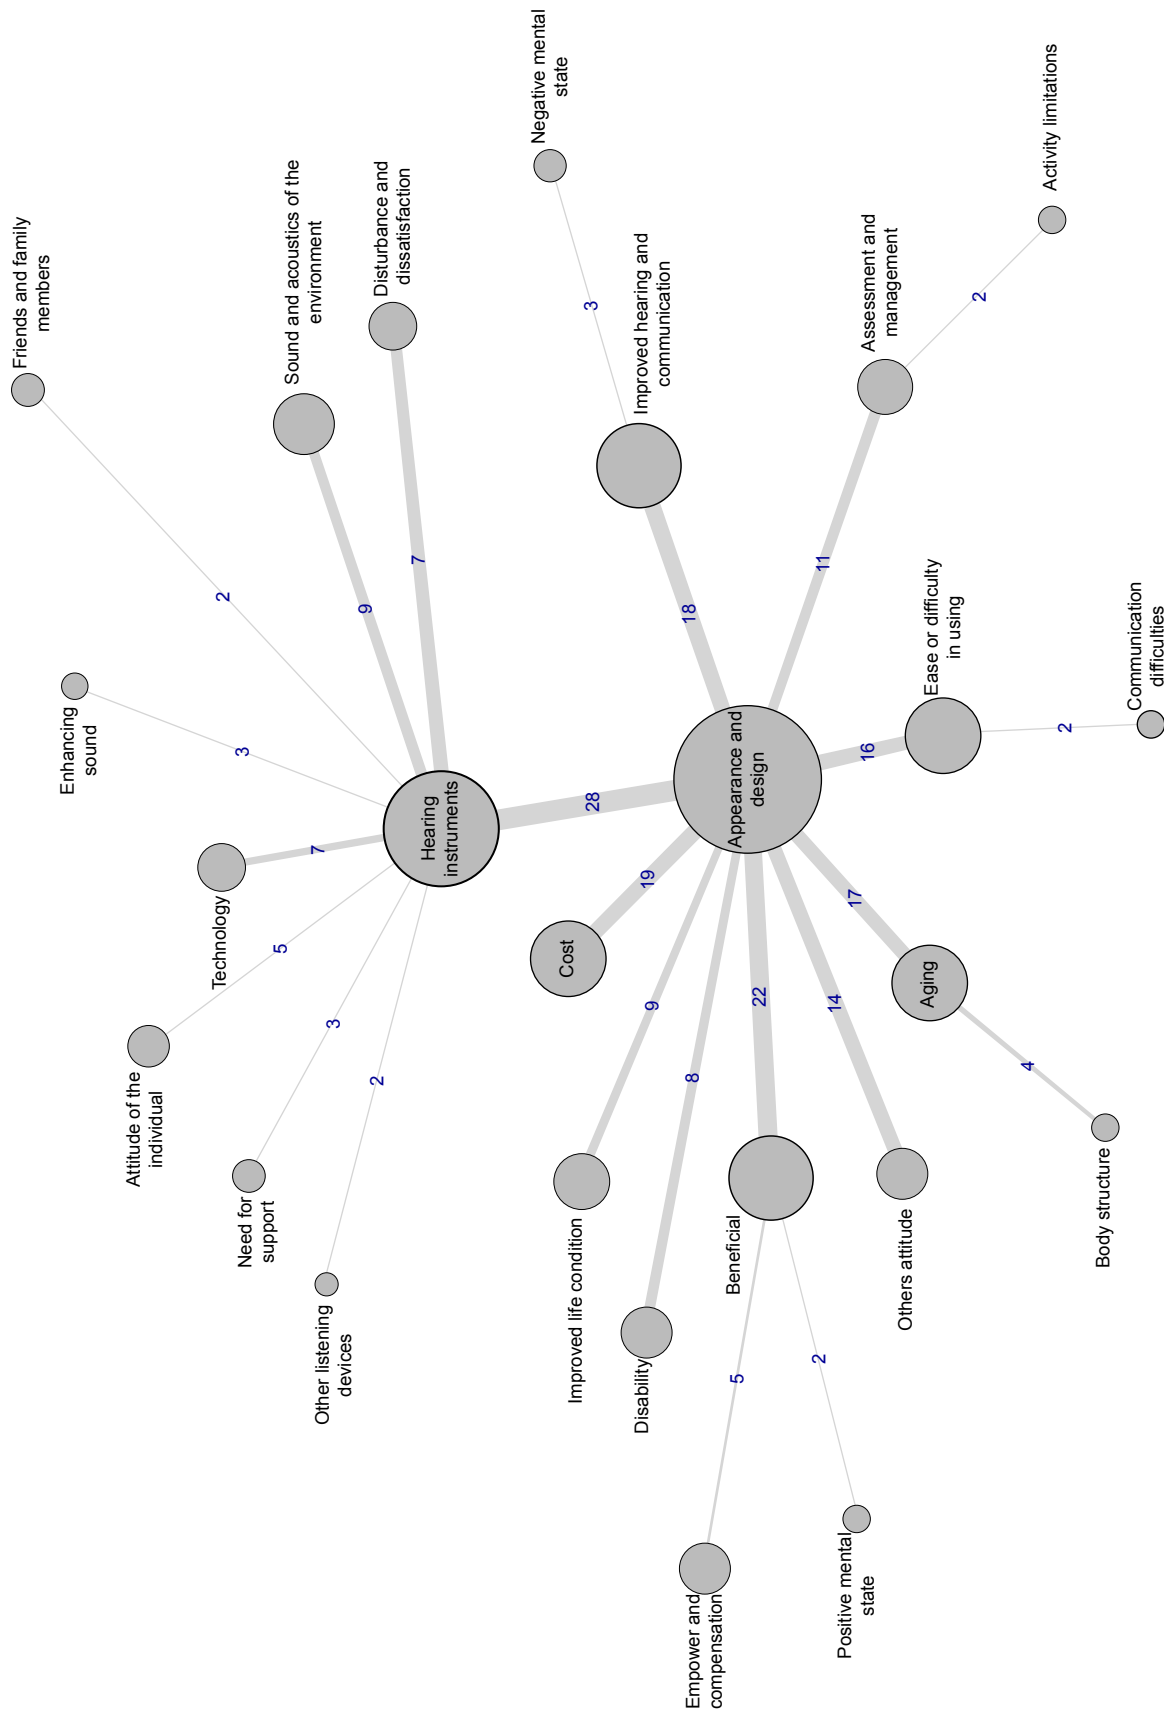 Friends and family
members
Enhancing
sound
Attitude of the
individual
Technology
2
3
Need for
support
5
Sound and acoustics of the
environment
7
Other listening
devices
3
9
2
Disturbance and
dissatisfaction
7
Hearing
instruments
Negative mental
state
Cost
Improved life condition
3
28
Improved hearing and
communication
Disability
19
9
18
8
Empower and
compensation
Beneficial
Appearance and
design
5
22
2
11
14
Positive mental
state
17
16
Assessment and
management
Others attitude
Aging
Ease or difficulty
in using
2
4
Activity limitations
2
Body structure
Communication
difficulties